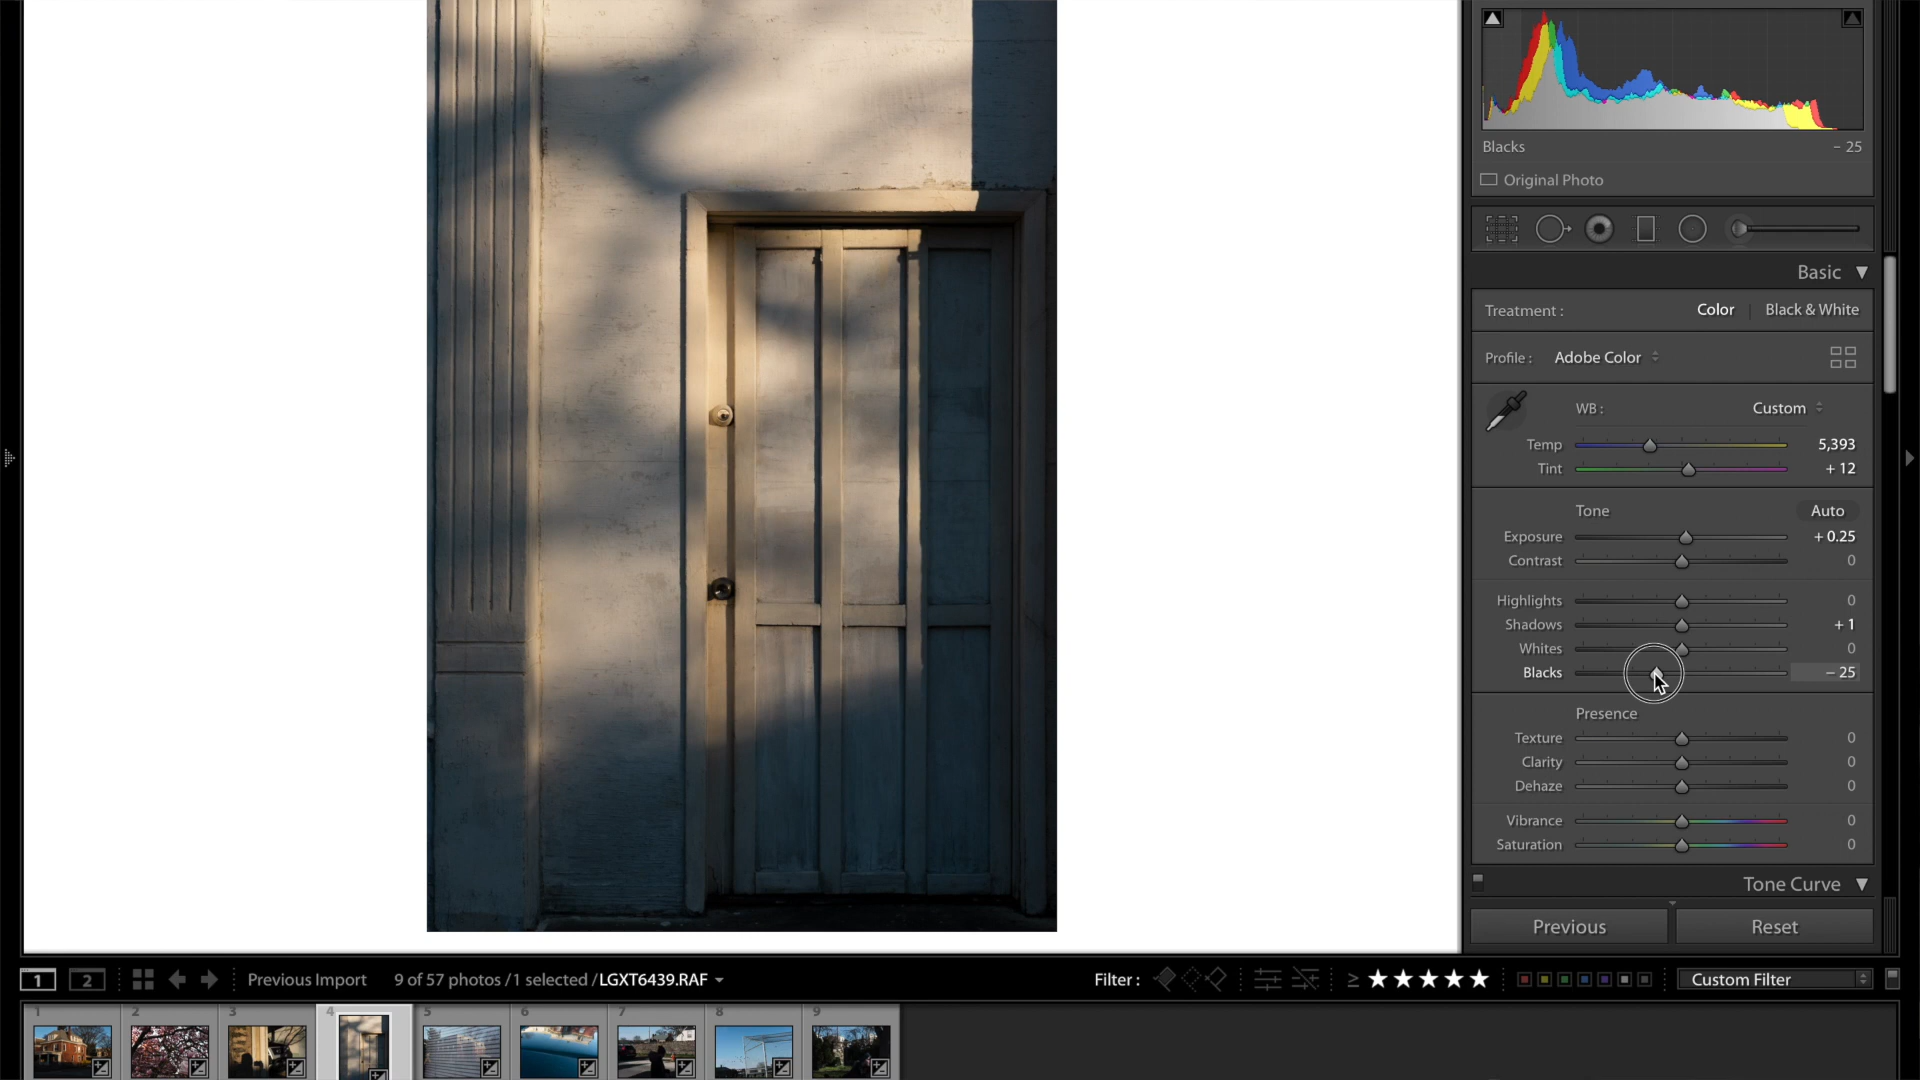 Blacks – 25
Original Photo
Basic
Treatment : Color Black & White
Profile : Adobe Color
WB : Custom
Temp 5,393
Tint + 12
Tone Auto
Exposure + 0.25
Contrast 0
Highlights 0
Shadows + 1
Whites 0
Blacks – 25
Presence
Texture 0
Clarity 0
Dehaze 0
Vibrance 0
Saturation 0
Tone Curve
Previous Reset
1 2 Previous Import 9 of 57 photos / 1 selected / LGXT6439.RAF Filter : ≥ ★★★★★ Custom Filter
1 2 3 4 5 6 7 8 9